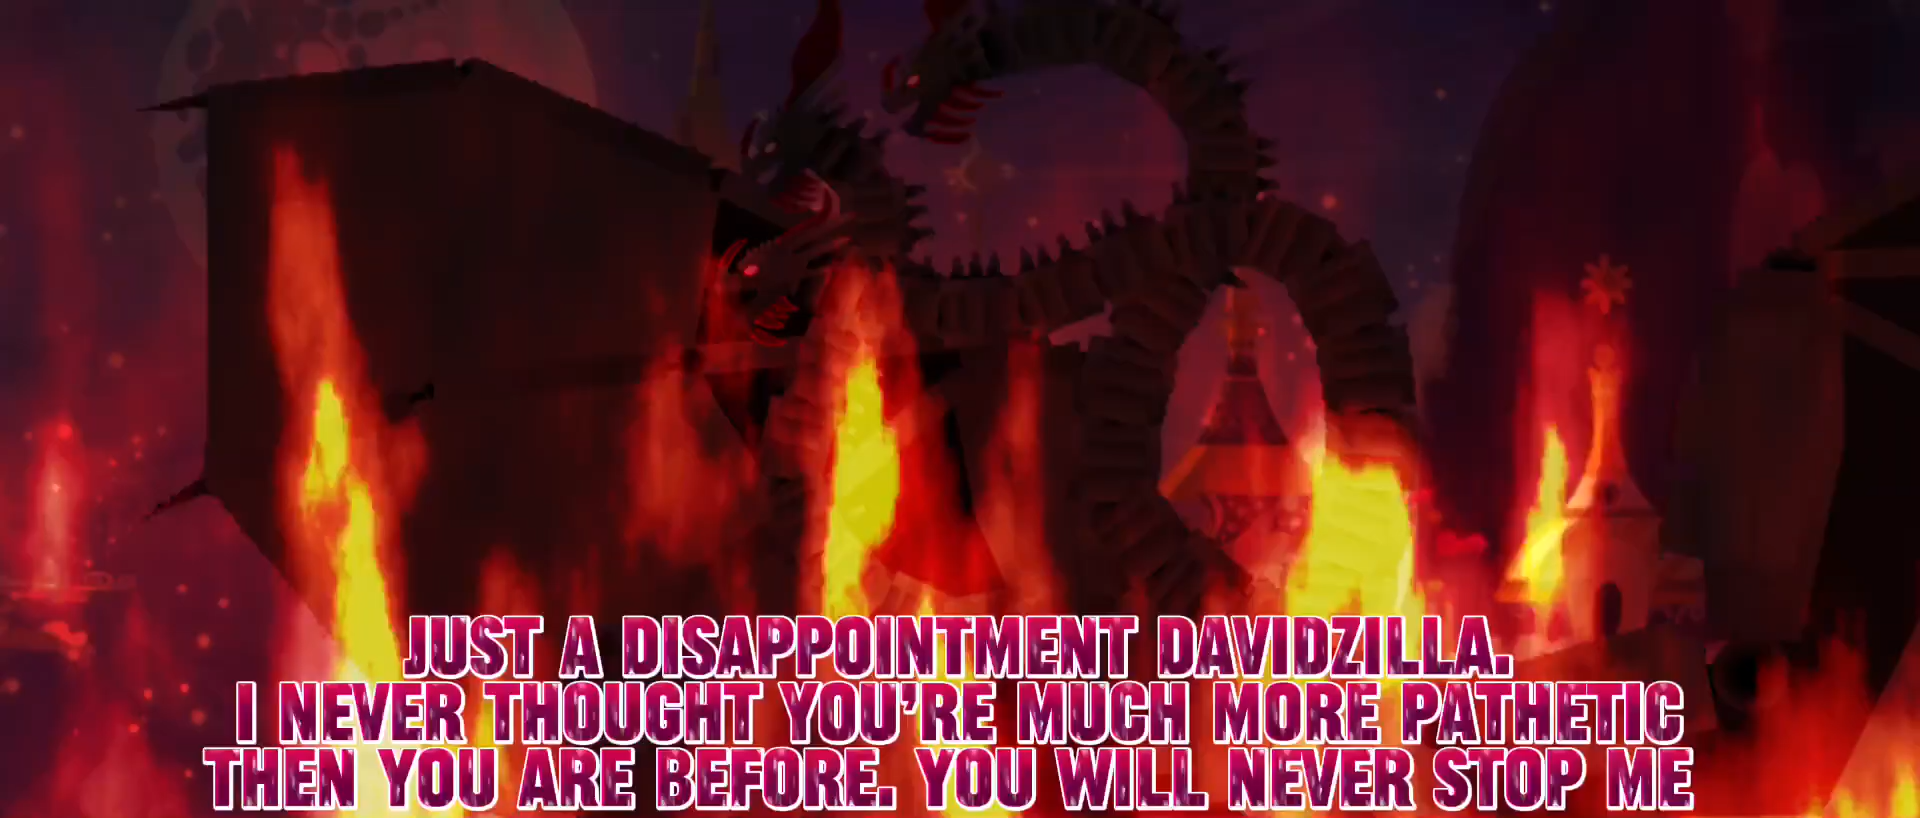 JUST A DISAPPOINTMENT DAVIDZILLA.
I NEVER THOUGHT YOU'RE MUCH MORE PATHETIC
THEN YOU ARE BEFORE. YOU WILL NEVER STOP ME